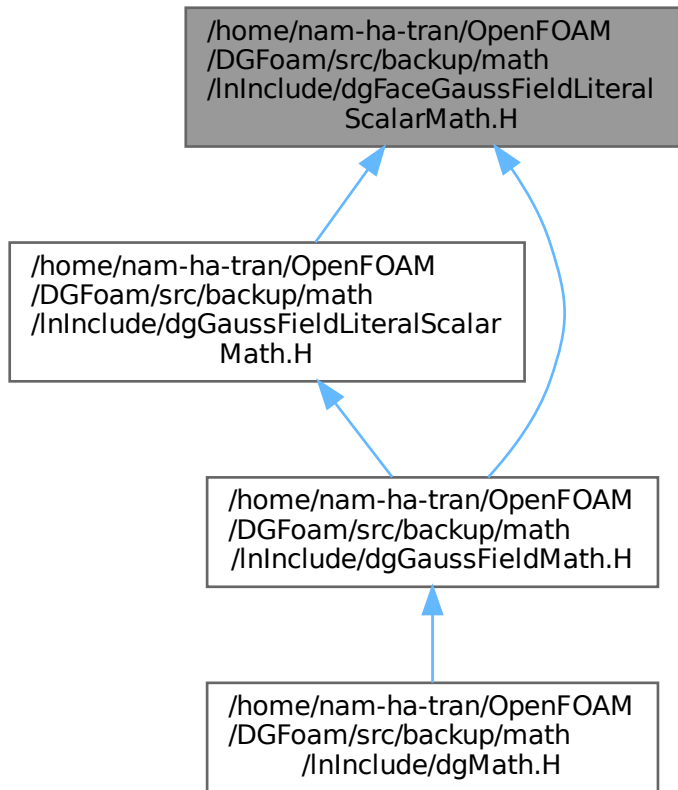 /home/nam-ha-tran/OpenFOAM
/DGFoam/src/backup/math
/lnInclude/dgFaceGaussFieldLiteral
ScalarMath.H
/home/nam-ha-tran/OpenFOAM
/DGFoam/src/backup/math
/lnInclude/dgGaussFieldLiteralScalar
Math.H
/home/nam-ha-tran/OpenFOAM
/DGFoam/src/backup/math
/lnInclude/dgGaussFieldMath.H
/home/nam-ha-tran/OpenFOAM
/DGFoam/src/backup/math
/lnInclude/dgMath.H